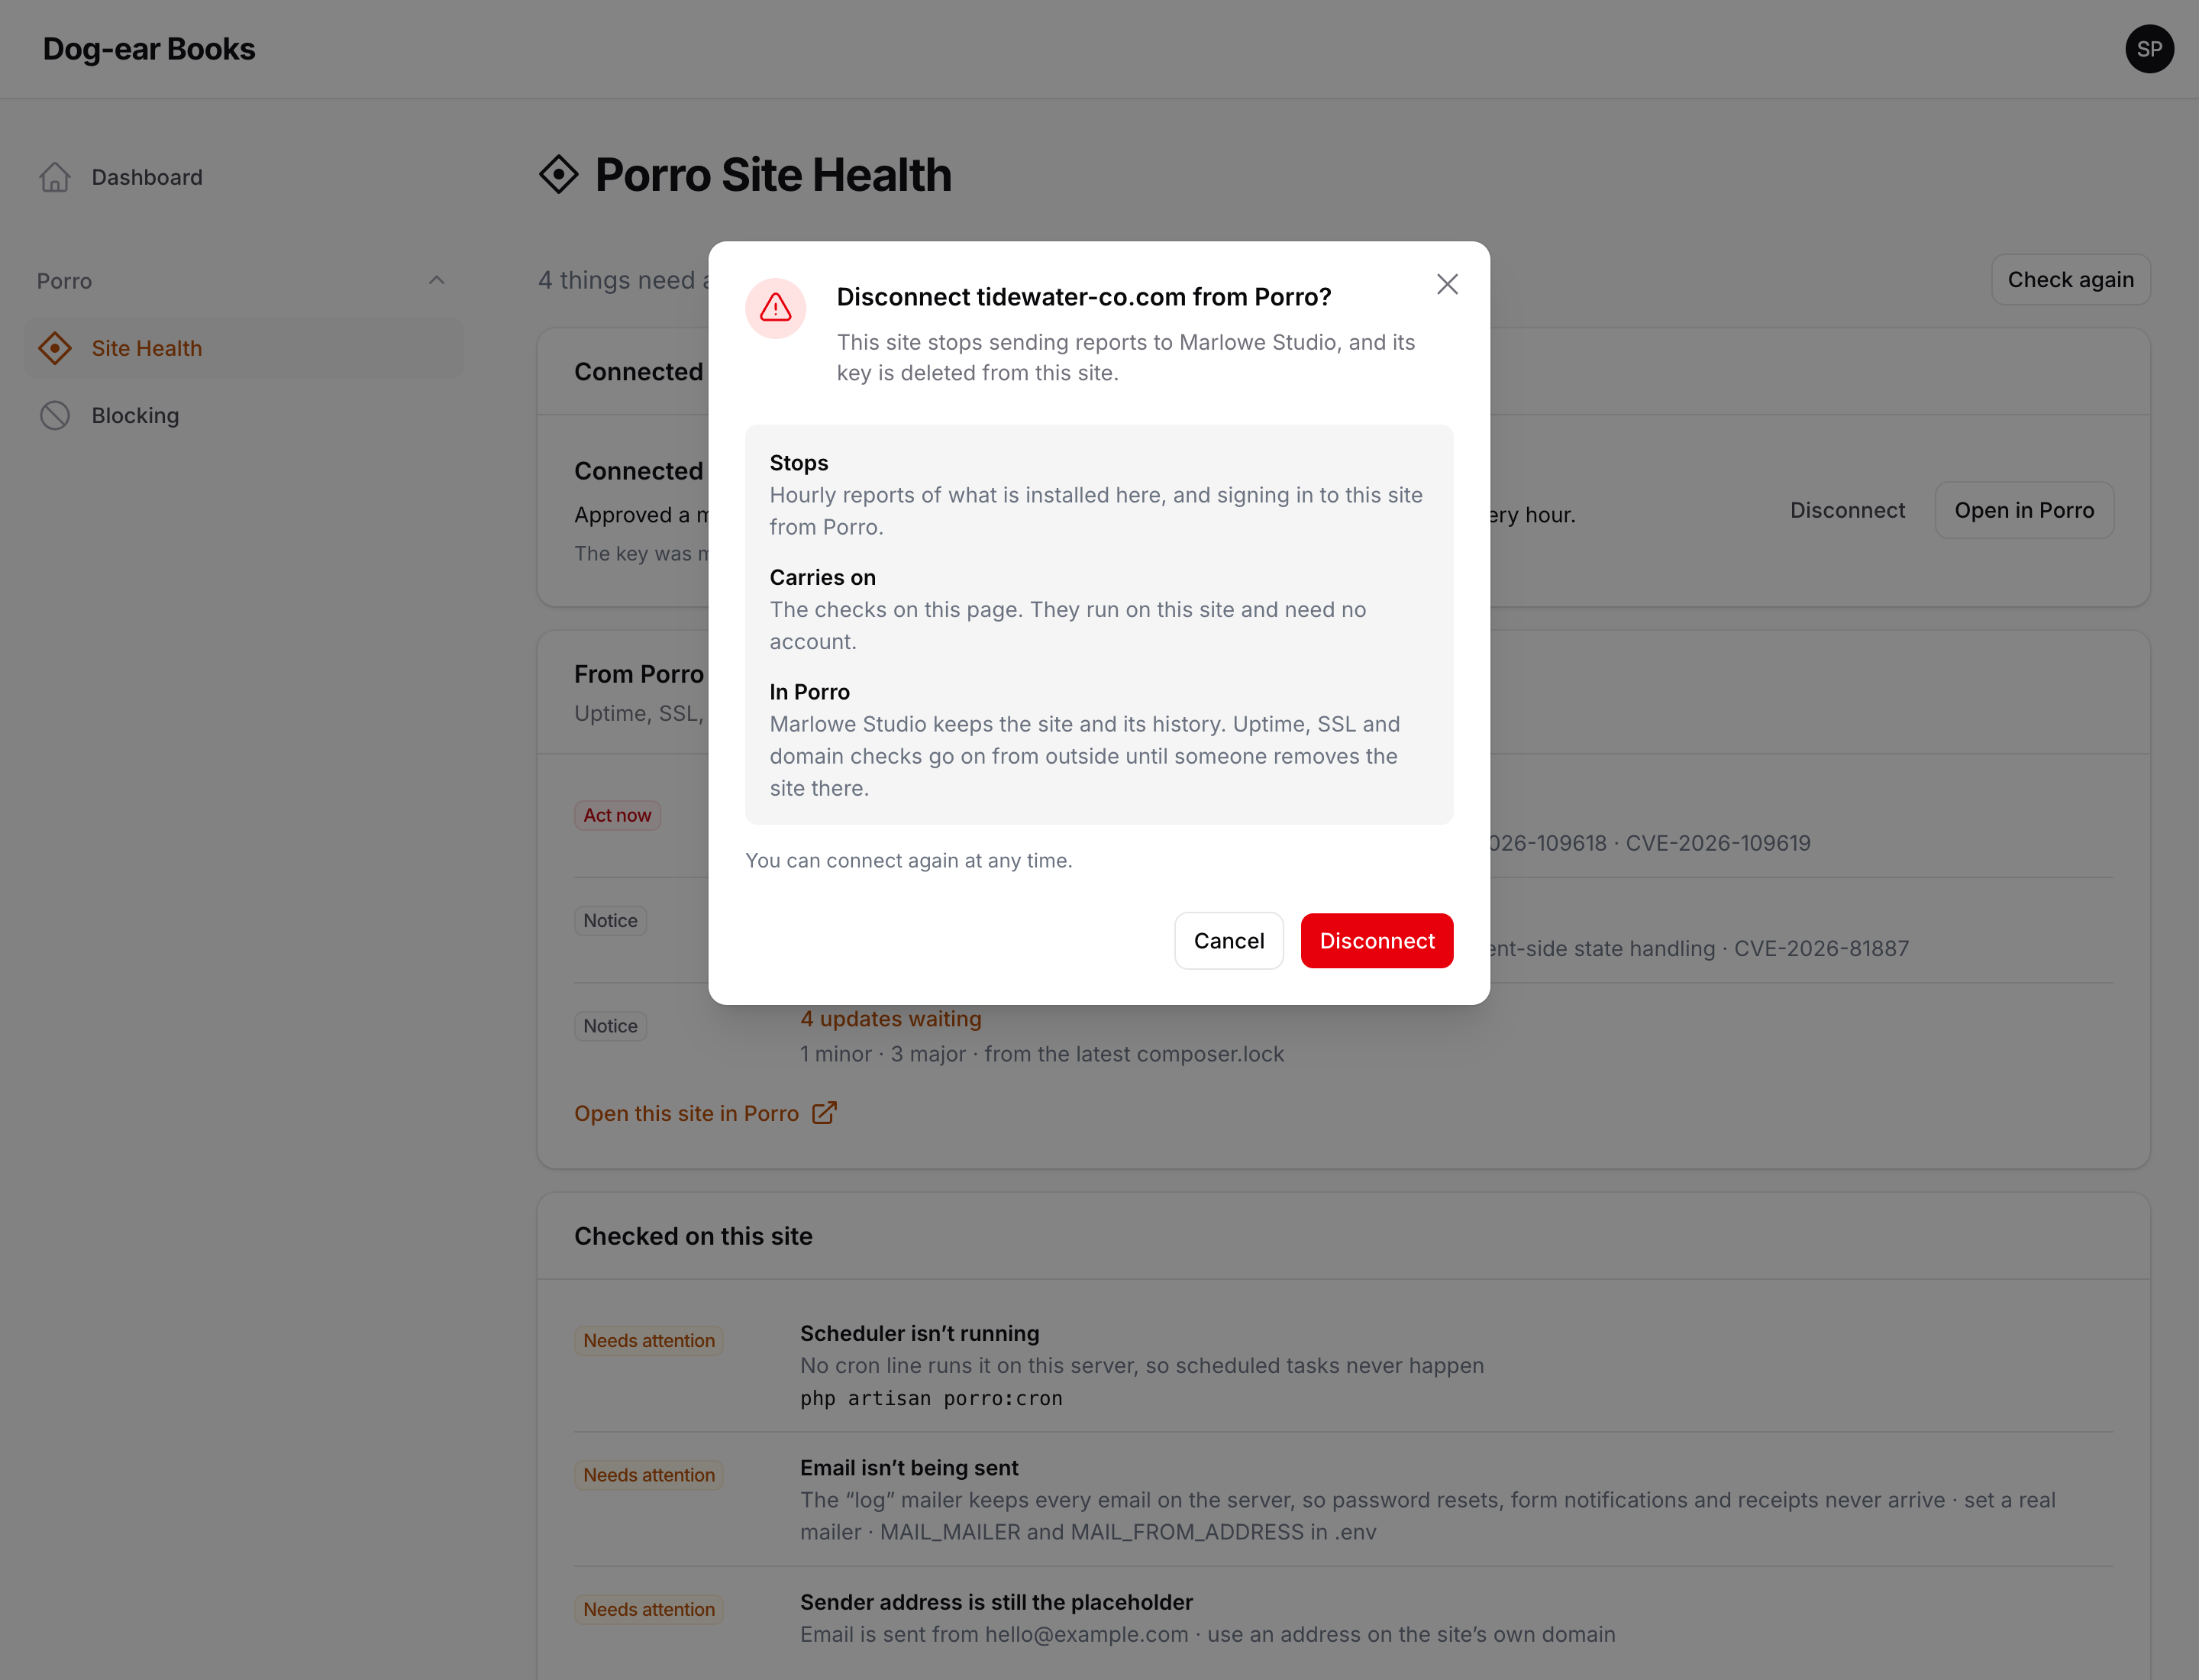 Dog-ear Books
SP
Dashboard
Porro
Site Health
Blocking
Porro Site Health
4 things need
Check again
Disconnect tidewater-co.com from Porro?
This site stops sending reports to Marlowe Studio, and its
key is deleted from this site.
Stops
Hourly reports of what is installed here, and signing in to this site
from Porro.
Carries on
The checks on this page. They run on this site and need no
account.
In Porro
Marlowe Studio keeps the site and its history. Uptime, SSL and
domain checks go on from outside until someone removes the
site there.
You can connect again at any time.
Cancel
Disconnect
Connected
Connected
Approved a
ery hour.
The key was
Disconnect
Open in Porro
From Porro
Uptime, SSL,
Act now
026-109618 · CVE-2026-109619
Notice
ent-side state handling · CVE-2026-81887
Notice
4 updates waiting
1 minor · 3 major · from the latest composer.lock
Open this site in Porro
Checked on this site
Needs attention
Scheduler isn’t running
No cron line runs it on this server, so scheduled tasks never happen
php artisan porro:cron
Needs attention
Email isn’t being sent
The “log” mailer keeps every email on the server, so password resets, form notifications and receipts never arrive · set a real
mailer · MAIL_MAILER and MAIL_FROM_ADDRESS in .env
Needs attention
Sender address is still the placeholder
Email is sent from hello@example.com · use an address on the site’s own domain